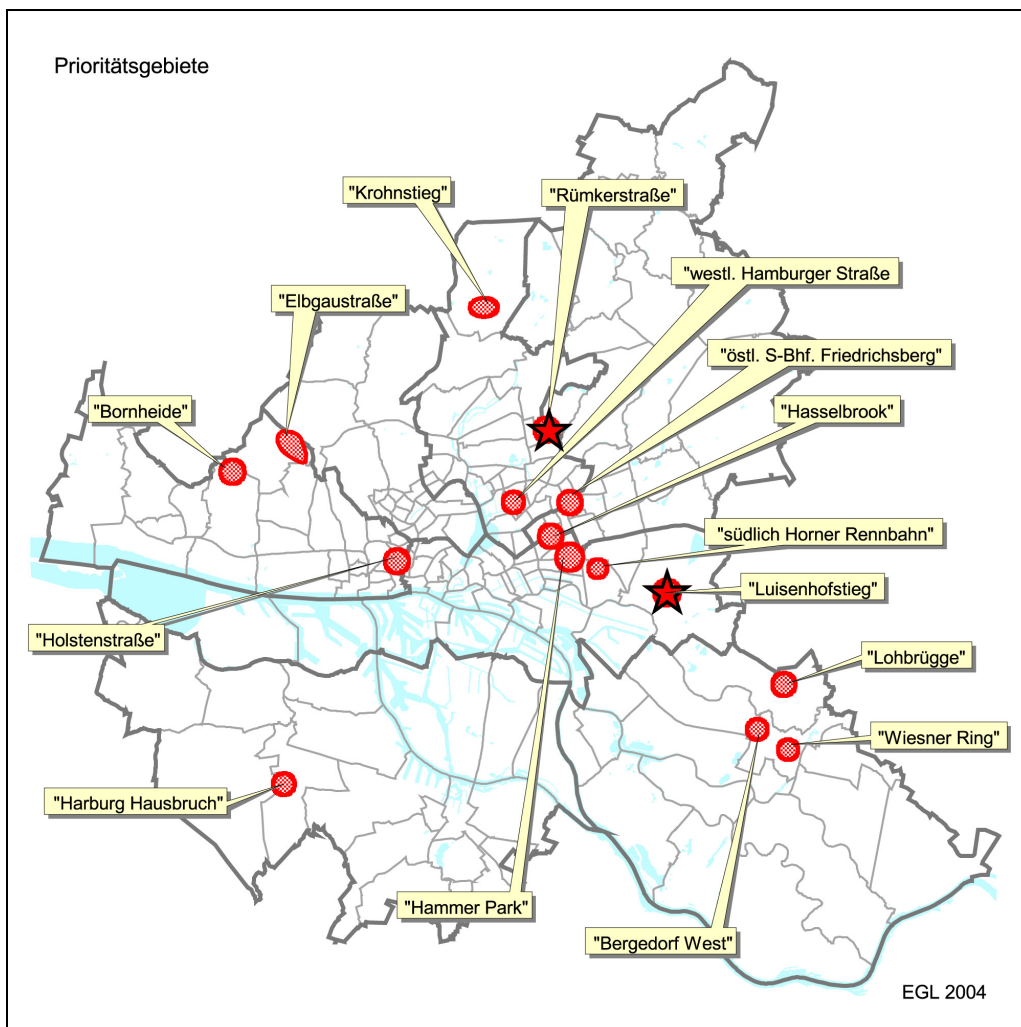 Prioritätsgebiete
"Krohnstieg"
"Rümkerstraße"
"westl. Hamburger Straße
"Elbgaustraße"
"östl. S-Bhf. Friedrichsberg"
"Bornheide"
"Hasselbrook"
"südlich Horner Rennbahn"
"Luisenhofstieg"
"Holstenstraße"
"Lohbrügge"
"Wiesner Ring"
"Harburg Hausbruch"
"Hammer Park"
"Bergedorf West"
EGL 2004